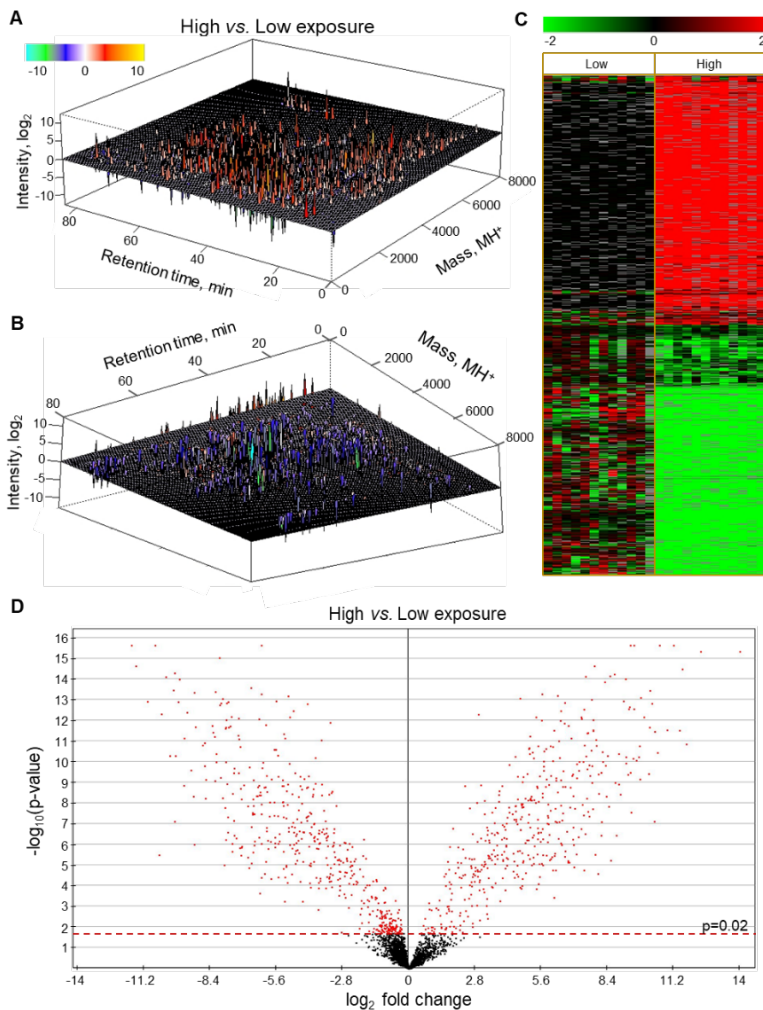 A
High vs. Low exposure
-10 0 10
Intensity, log2
10
5
0
-5
-10
80
60
40
20
0
Retention time, min
0
2000
4000
6000
8000
Mass, MH+
B
Retention time, min
80
60
40
20
0
0
2000
4000
6000
8000
Mass, MH+
Intensity, log2
10
5
0
-5
-10
C
-2 0 2
Low High
D
High vs. Low exposure
-log10(p-value)
16
15
14
13
12
11
10
9
8
7
6
5
4
3
2
1
p=0.02
-14 -11.2 -8.4 -5.6 -2.8 0 2.8 5.6 8.4 11.2 14
log2 fold change